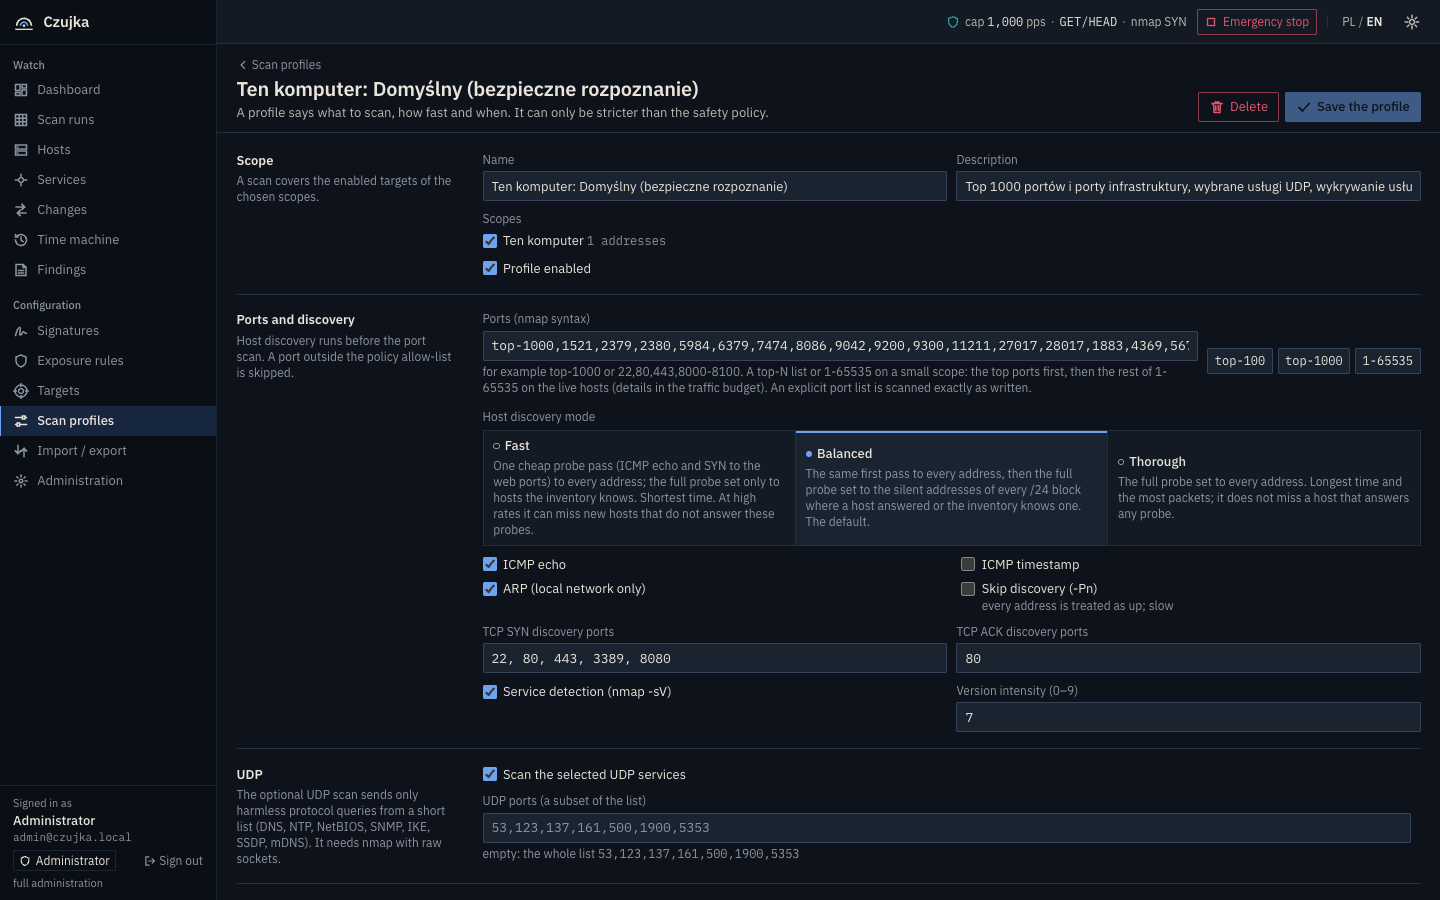 Czujka
cap 1,000 pps · GET/HEAD · nmap SYN
Emergency stop
PL / EN
Watch
Dashboard
Scan runs
Hosts
Services
Changes
Time machine
Findings
Configuration
Signatures
Exposure rules
Targets
Scan profiles
Import / export
Administration
Signed in as
Administrator
admin@czujka.local
Administrator
Sign out
full administration
Scan profiles
Ten komputer: Domyślny (bezpieczne rozpoznanie)
A profile says what to scan, how fast and when. It can only be stricter than the safety policy.
Delete
Save the profile
Scope
A scan covers the enabled targets of the
chosen scopes.
Name
Ten komputer: Domyślny (bezpieczne rozpoznanie)
Description
Top 1000 portów i porty infrastruktury, wybrane usługi UDP, wykrywanie usłu
Scopes
Ten komputer 1 addresses
Profile enabled
Ports and discovery
Host discovery runs before the port
scan. A port outside the policy allow-list
is skipped.
Ports (nmap syntax)
top-1000,1521,2379,2380,5984,6379,7474,8086,9042,9200,9300,11211,27017,28017,1883,4369,567
top-100
top-1000
1-65535
for example top-1000 or 22,80,443,8000-8100. A top-N list or 1-65535 on a small scope: the top ports first, then the rest of 1-
65535 on the live hosts (details in the traffic budget). An explicit port list is scanned exactly as written.
Host discovery mode
Fast
One cheap probe pass (ICMP echo and SYN to the
web ports) to every address; the full probe set only to
hosts the inventory knows. Shortest time. At high
rates it can miss new hosts that do not answer these
probes.
Balanced
The same first pass to every address, then the full
probe set to the silent addresses of every /24 block
where a host answered or the inventory knows one.
The default.
Thorough
The full probe set to every address. Longest time and
the most packets; it does not miss a host that answers
any probe.
ICMP echo
ICMP timestamp
ARP (local network only)
Skip discovery (-Pn)
every address is treated as up; slow
TCP SYN discovery ports
22, 80, 443, 3389, 8080
TCP ACK discovery ports
80
Service detection (nmap -sV)
Version intensity (0–9)
7
UDP
The optional UDP scan sends only
harmless protocol queries from a short
list (DNS, NTP, NetBIOS, SNMP, IKE,
SSDP, mDNS). It needs nmap with raw
sockets.
Scan the selected UDP services
UDP ports (a subset of the list)
53,123,137,161,500,1900,5353
empty: the whole list 53,123,137,161,500,1900,5353